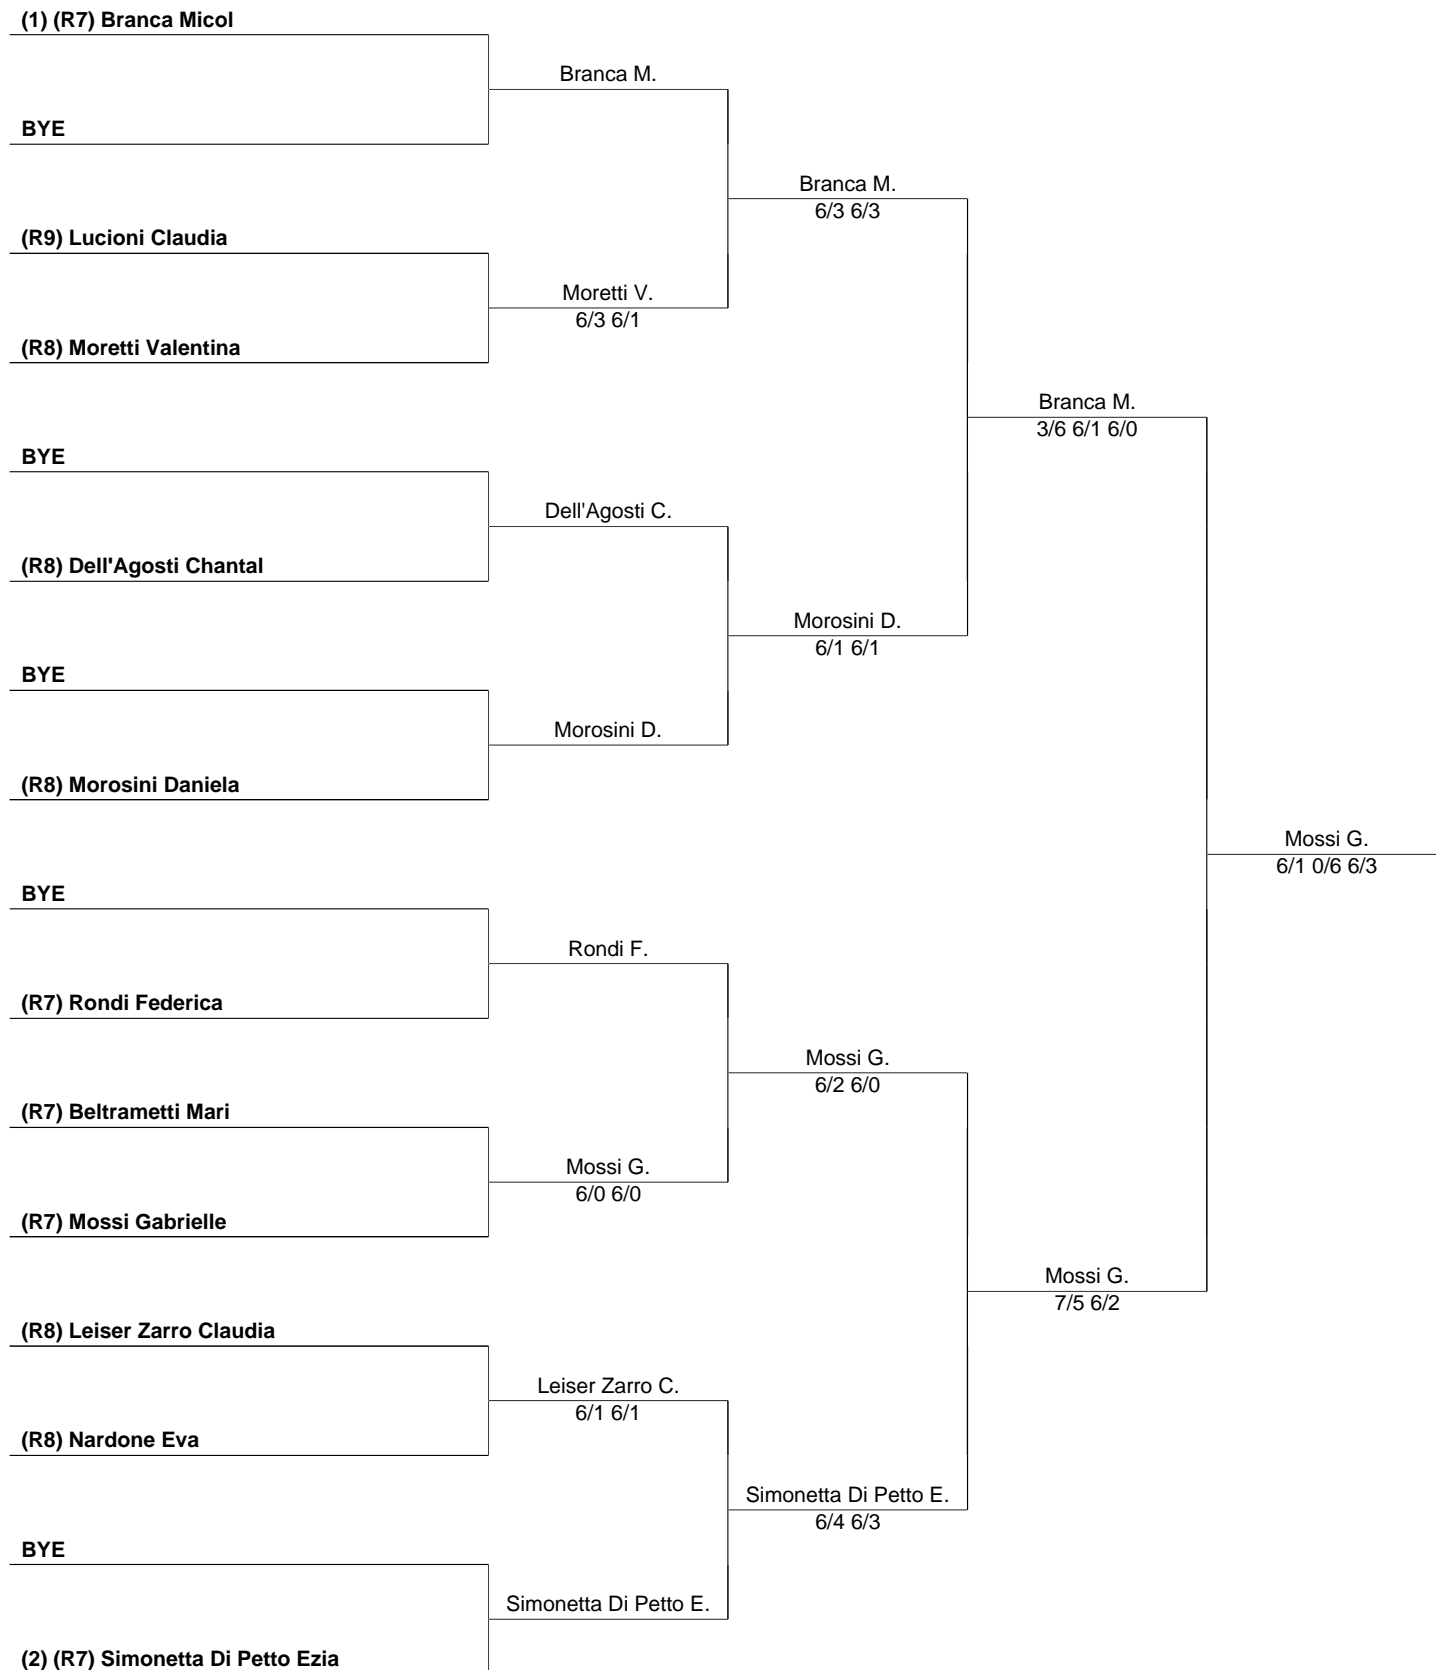 (1) (R7) Branca Micol
Branca M.
BYE
Branca M.
6/3 6/3
(R9) Lucioni Claudia
Moretti V.
6/3 6/1
(R8) Moretti Valentina
Branca M.
3/6 6/1 6/0
BYE
Dell'Agosti C.
(R8) Dell'Agosti Chantal
Morosini D.
6/1 6/1
BYE
Morosini D.
(R8) Morosini Daniela
Mossi G.
6/1 0/6 6/3
BYE
Rondi F.
(R7) Rondi Federica
Mossi G.
6/2 6/0
(R7) Beltrametti Mari
Mossi G.
6/0 6/0
(R7) Mossi Gabrielle
Mossi G.
7/5 6/2
(R8) Leiser Zarro Claudia
Leiser Zarro C.
6/1 6/1
(R8) Nardone Eva
Simonetta Di Petto E.
6/4 6/3
BYE
Simonetta Di Petto E.
(2) (R7) Simonetta Di Petto Ezia